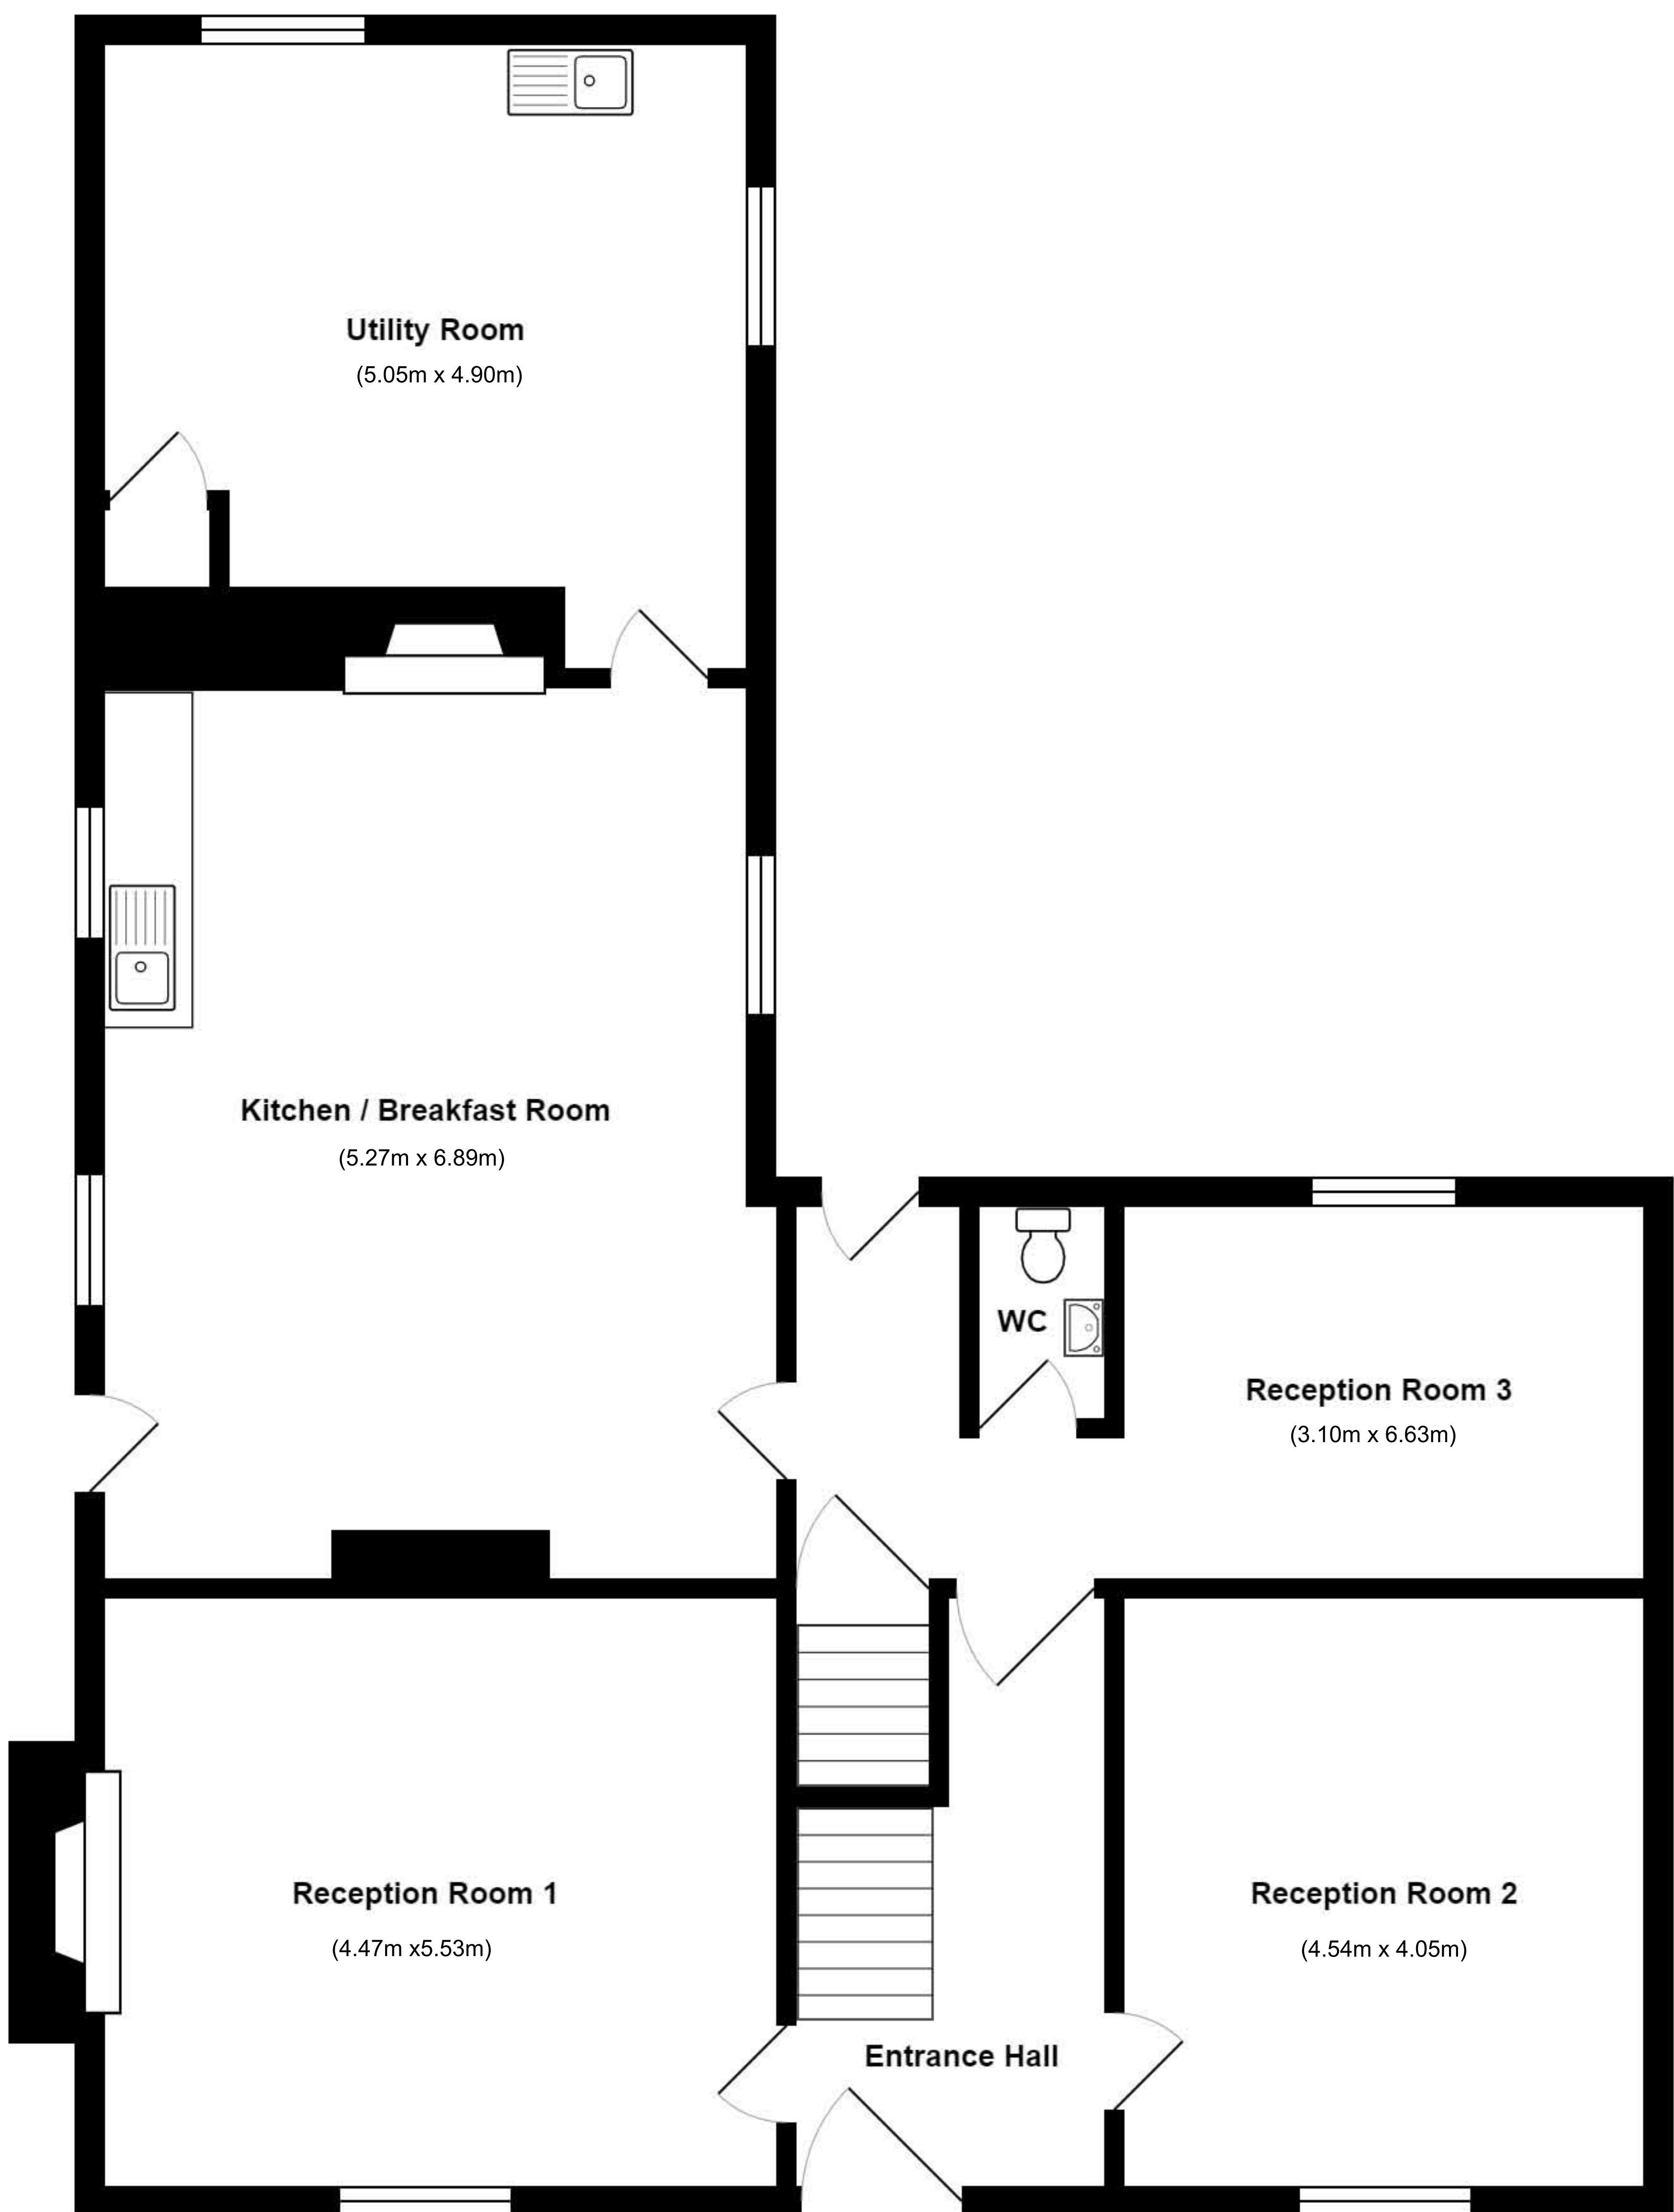 Utility Room
(5.05m x 4.90m)
Kitchen / Breakfast Room
(5.27m x 6.89m)
WC
Reception Room 3
(3.10m x 6.63m)
Reception Room 1
(4.47m x5.53m)
Reception Room 2
(4.54m x 4.05m)
Entrance Hall